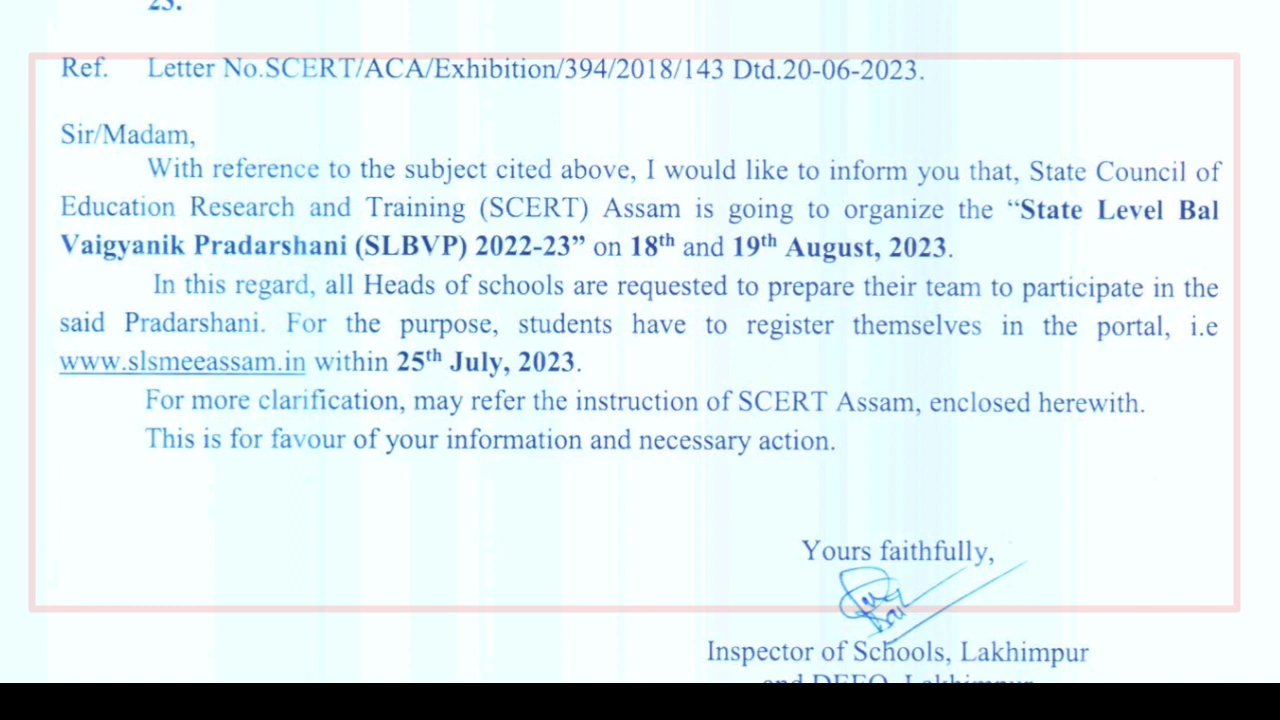 23.
Ref. Letter No.SCERT/ACA/Exhibition/394/2018/143 Dtd.20-06-2023.
Sir/Madam,
With reference to the subject cited above, I would like to inform you that, State Council of
Education Research and Training (SCERT) Assam is going to organize the “State Level Bal
Vaigyanik Pradarshani (SLBVP) 2022-23” on 18th and 19th August, 2023.
In this regard, all Heads of schools are requested to prepare their team to participate in the
said Pradarshani. For the purpose, students have to register themselves in the portal, i.e
www.slsmeeassam.in within 25th July, 2023.
For more clarification, may refer the instruction of SCERT Assam, enclosed herewith.
This is for favour of your information and necessary action.
Yours faithfully,
Inspector of Schools, Lakhimpur
and DEEO, Lakhimpur